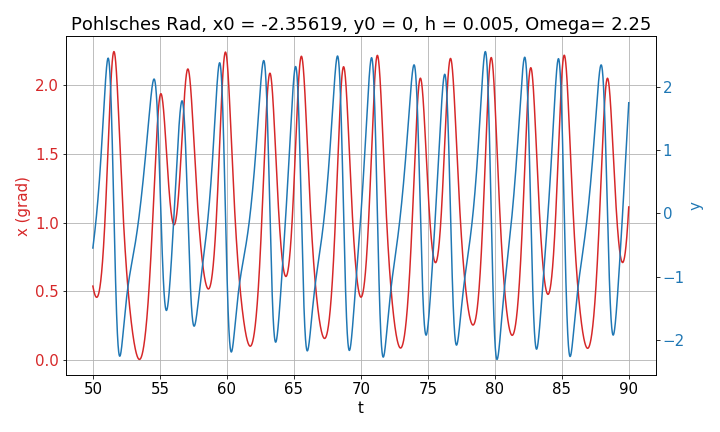 Pohlsches Rad, x0 = -2.35619, y0 = 0, h = 0.005, Omega= 2.25
x (grad)
2.0
1.5
1.0
0.5
0.0
y
2
1
0
−1
−2
50 55 60 65 70 75 80 85 90
t